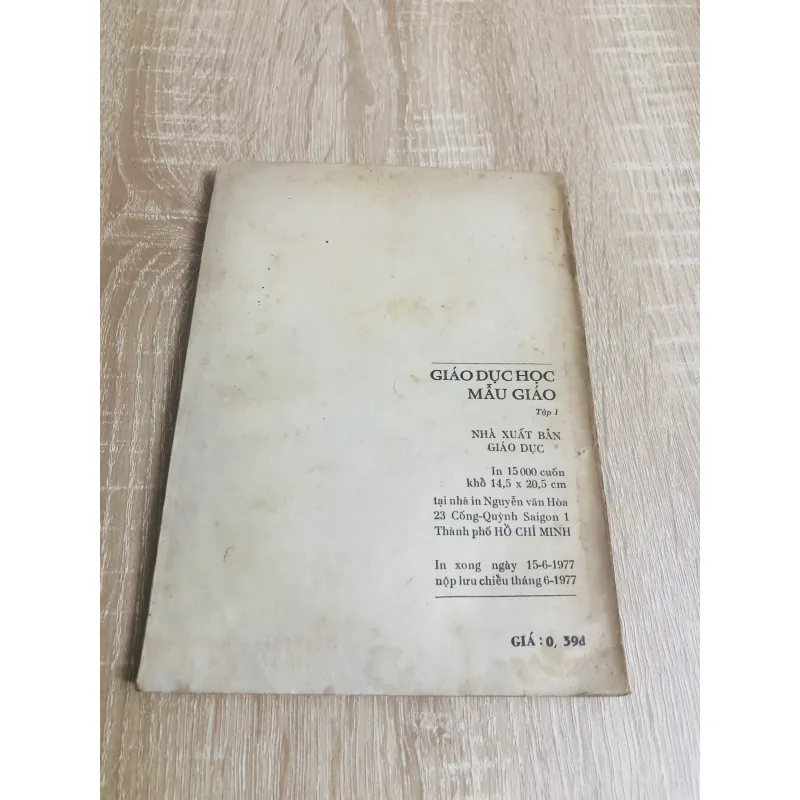 GIÁO DỤC HỌC
MẪU GIÁO
Tập I
NHÀ XUẤT BẢN
GIÁO DỤC
In 15 000 cuốn
khổ 14,5 x 20,5 cm
tại nhà in Nguyễn văn Hòa
23 Cống-Quỳnh Saigon 1
Thành phố HỒ CHÍ MINH
In xong ngày 15-6-1977
nộp lưu chiều tháng 6-1977
GIÁ : 0, 39đ